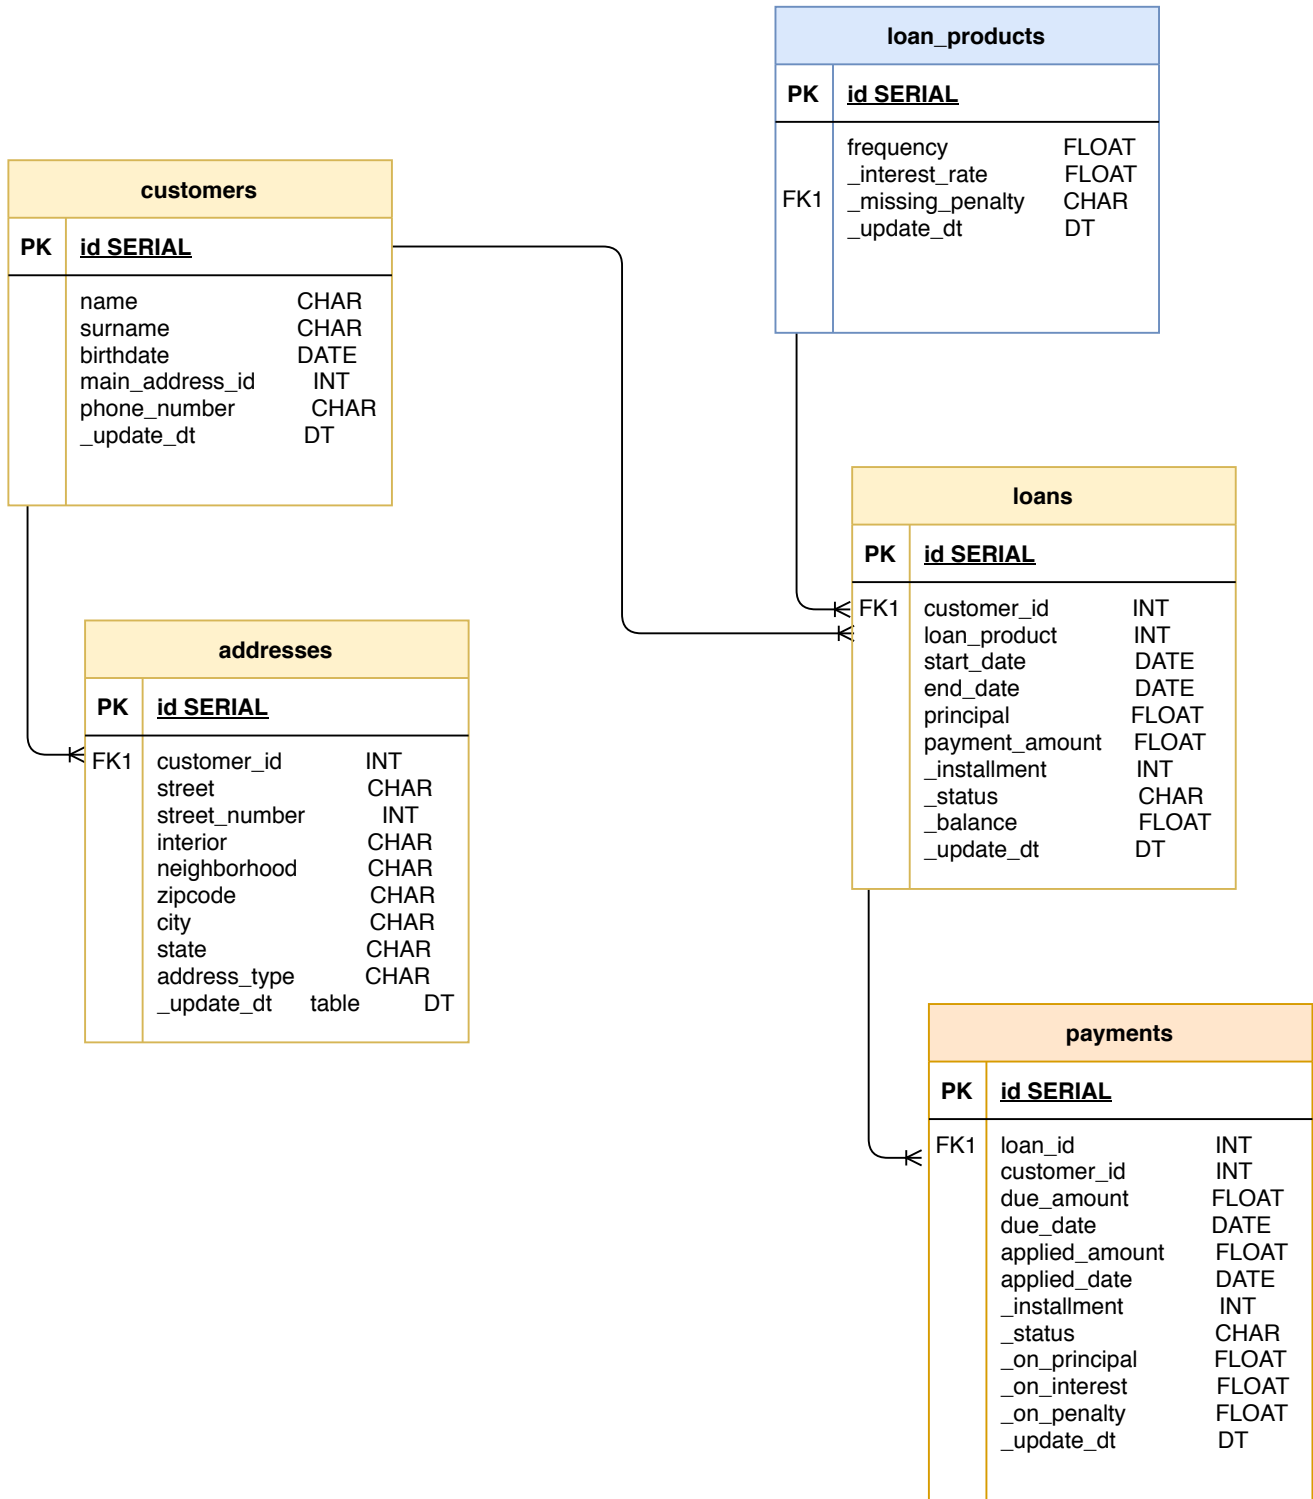 loan_products
PK id SERIAL
frequency FLOAT
_interest_rate FLOAT
FK1 _missing_penalty CHAR
_update_dt DT
customers
PK id SERIAL
name CHAR
surname CHAR
birthdate DATE
main_address_id INT
phone_number CHAR
_update_dt DT
loans
PK id SERIAL
FK1 customer_id INT
loan_product INT
start_date DATE
end_date DATE
principal FLOAT
payment_amount FLOAT
_installment INT
_status CHAR
_balance FLOAT
_update_dt DT
addresses
PK id SERIAL
FK1 customer_id INT
street CHAR
street_number INT
interior CHAR
neighborhood CHAR
zipcode CHAR
city CHAR
state CHAR
address_type CHAR
_update_dt table DT
payments
PK id SERIAL
FK1 loan_id INT
customer_id INT
due_amount FLOAT
due_date DATE
applied_amount FLOAT
applied_date DATE
_installment INT
_status CHAR
_on_principal FLOAT
_on_interest FLOAT
_on_penalty FLOAT
_update_dt DT